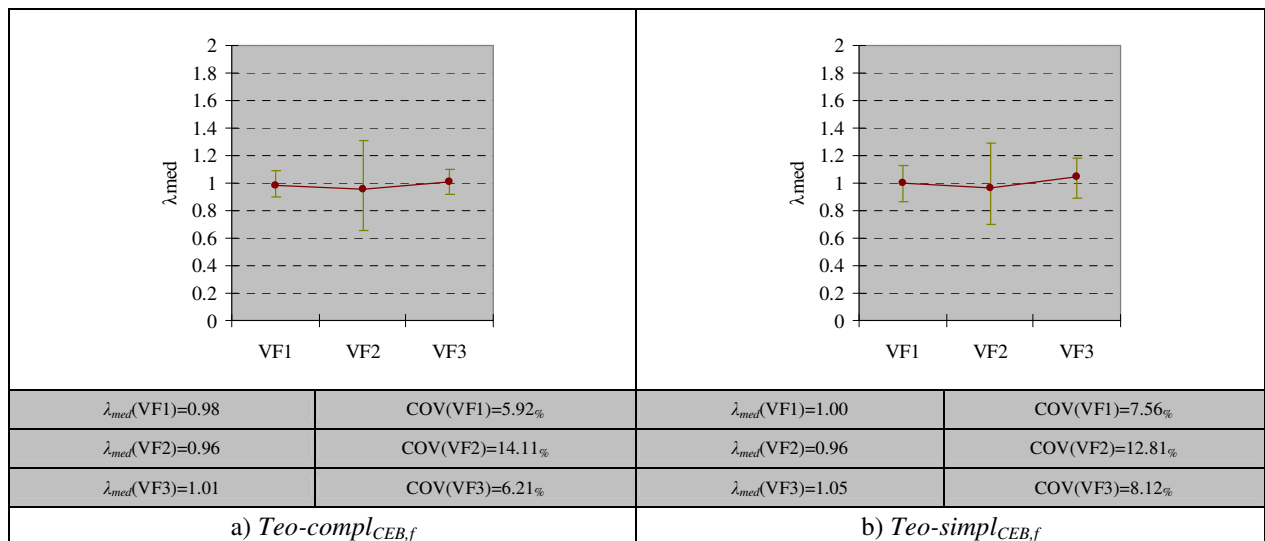 2
1.8
1.6
1.4
1.2
1
0.8
0.6
0.4
0.2
0
λmed
VF1 VF2 VF3
λmed(VF1)=0.98 COV(VF1)=5.92%
λmed(VF2)=0.96 COV(VF2)=14.11%
λmed(VF3)=1.01 COV(VF3)=6.21%
a) Teo-complCEB,f
2
1.8
1.6
1.4
1.2
1
0.8
0.6
0.4
0.2
0
λmed
VF1 VF2 VF3
λmed(VF1)=1.00 COV(VF1)=7.56%
λmed(VF2)=0.96 COV(VF2)=12.81%
λmed(VF3)=1.05 COV(VF3)=8.12%
b) Teo-simplCEB,f